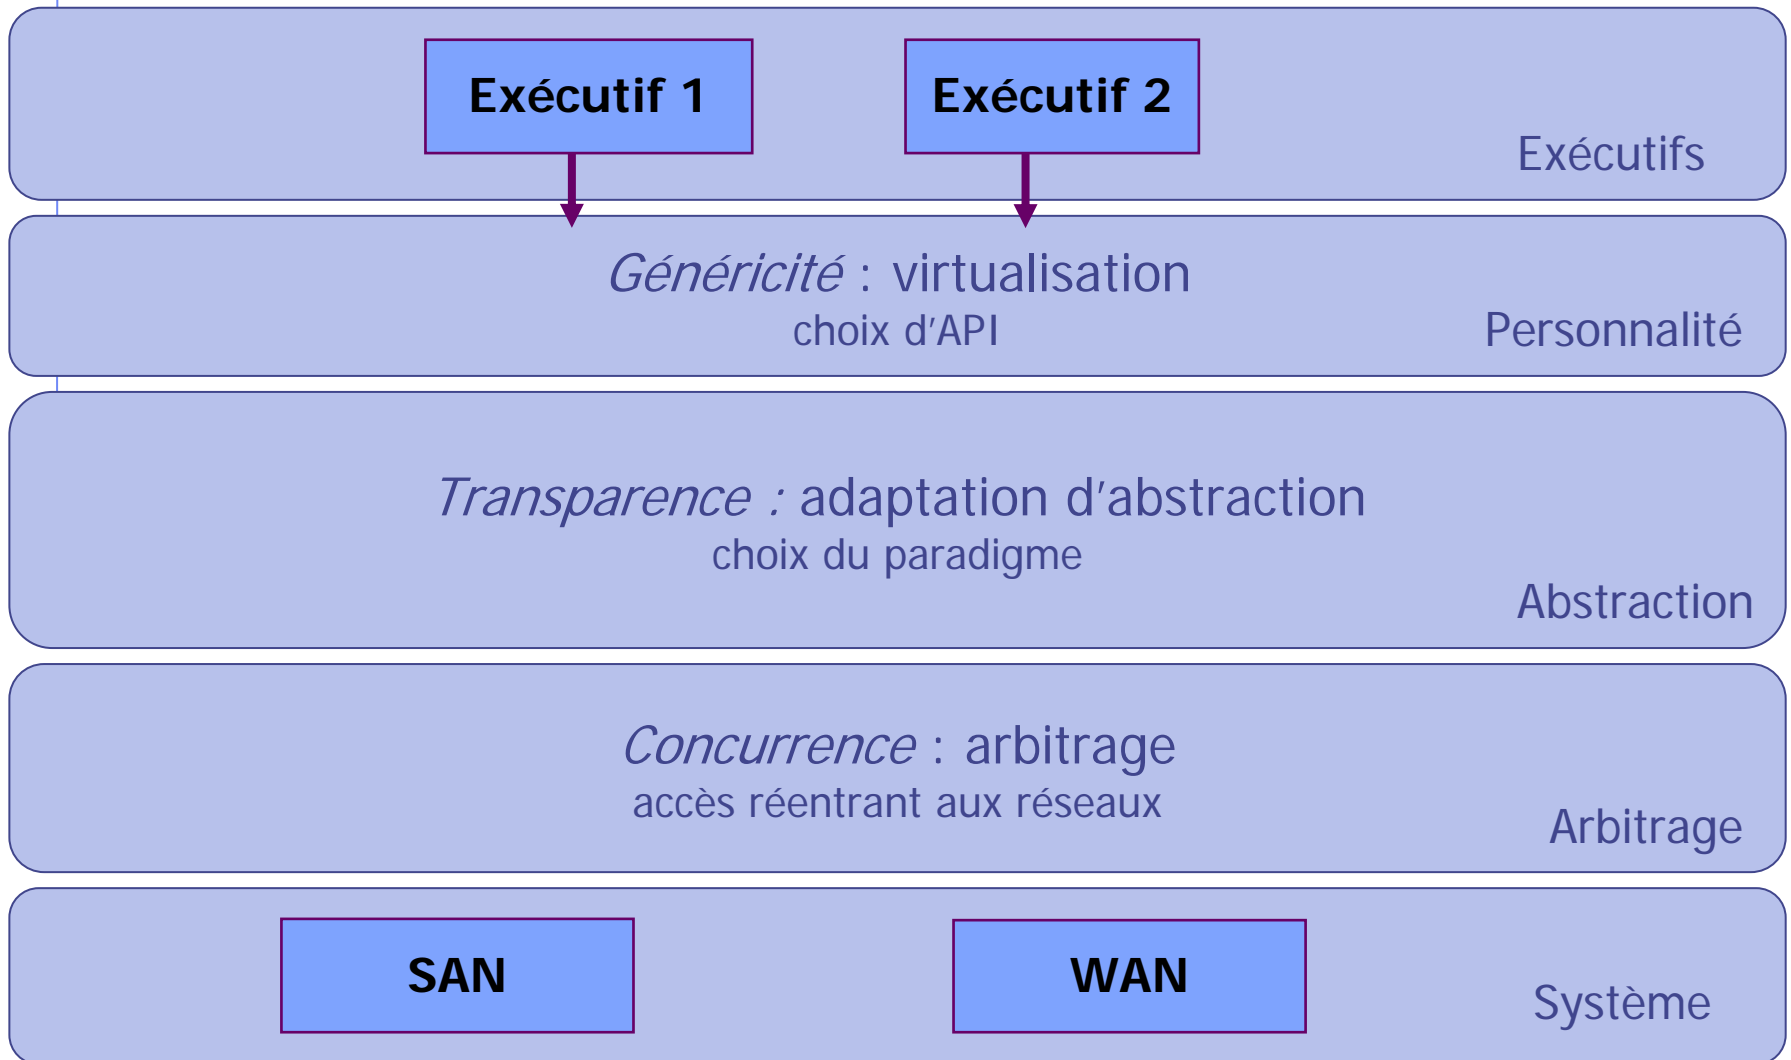 Exécutif 1
Exécutif 2
Exécutifs
Généricité : virtualisation
choix d'API
Personnalité
Transparence : adaptation d'abstraction
choix du paradigme
Abstraction
Concurrence : arbitrage
accès réentrant aux réseaux
Arbitrage
SAN
WAN
Système